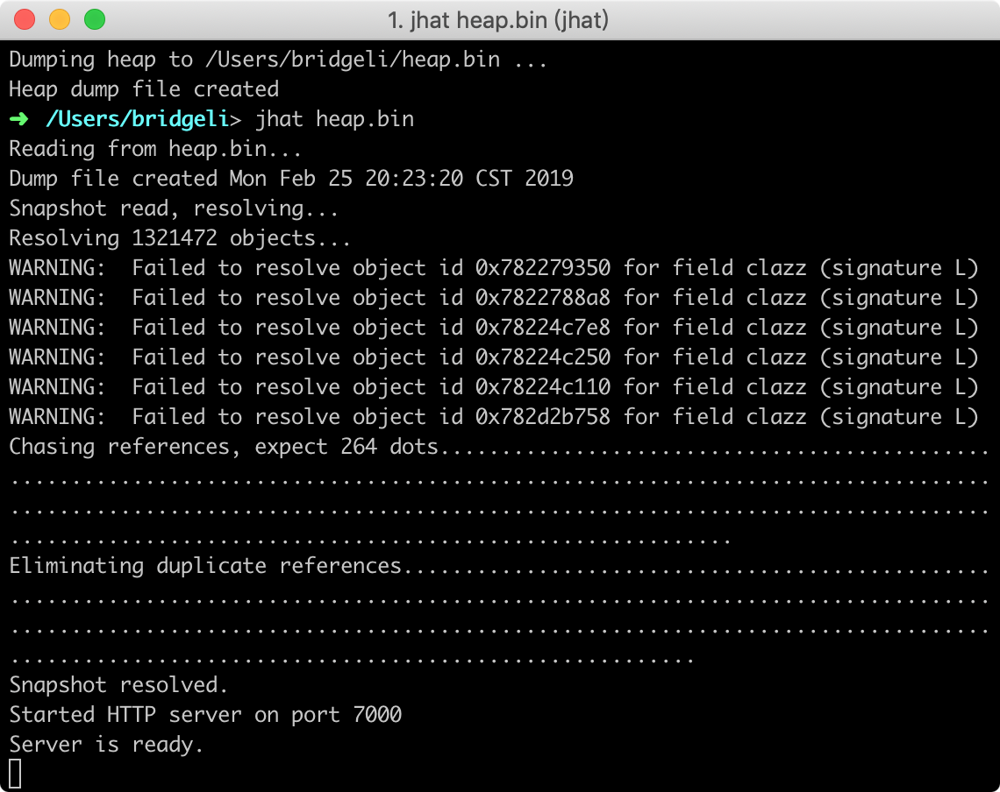 1. jhat heap.bin (jhat)
Dumping heap to /Users/bridgeli/heap.bin ...
Heap dump file created
➜ /Users/bridgeli> jhat heap.bin
Reading from heap.bin...
Dump file created Mon Feb 25 20:23:20 CST 2019
Snapshot read, resolving...
Resolving 1321472 objects...
WARNING:  Failed to resolve object id 0x782279350 for field clazz (signature L)
WARNING:  Failed to resolve object id 0x7822788a8 for field clazz (signature L)
WARNING:  Failed to resolve object id 0x78224c7e8 for field clazz (signature L)
WARNING:  Failed to resolve object id 0x78224c250 for field clazz (signature L)
WARNING:  Failed to resolve object id 0x78224c110 for field clazz (signature L)
WARNING:  Failed to resolve object id 0x782d2b758 for field clazz (signature L)
Chasing references, expect 264 dots.............................................
................................................................................
................................................................................
...........................................................
Eliminating duplicate references................................................
................................................................................
................................................................................
........................................................
Snapshot resolved.
Started HTTP server on port 7000
Server is ready.